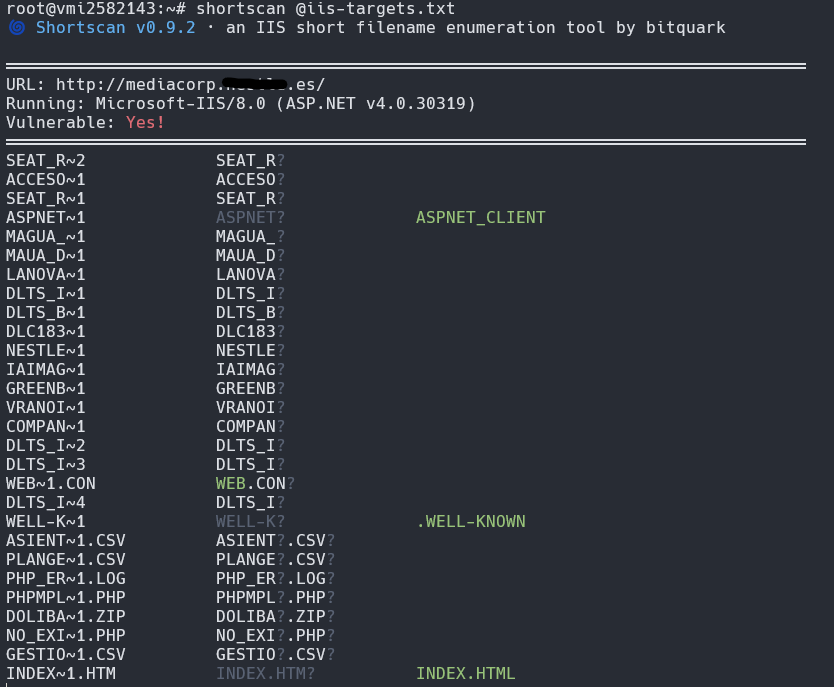 root@vmi2582143:~# shortscan @iis-targets.txt
🌀 Shortscan v0.9.2 · an IIS short filename enumeration tool by bitquark
URL: http://mediacorp. .es/
Running: Microsoft-IIS/8.0 (ASP.NET v4.0.30319)
Vulnerable: Yes!
SEAT_R~2 SEAT_R?
ACCESO~1 ACCESO?
SEAT_R~1 SEAT_R?
ASPNET~1 ASPNET? ASPNET_CLIENT
MAGUA_~1 MAGUA_?
MAUA_D~1 MAUA_D?
LANOVA~1 LANOVA?
DLTS_I~1 DLTS_I?
DLTS_B~1 DLTS_B?
DLC183~1 DLC183?
NESTLE~1 NESTLE?
IAIMAG~1 IAIMAG?
GREENB~1 GREENB?
VRANOI~1 VRANOI?
COMPAN~1 COMPAN?
DLTS_I~2 DLTS_I?
DLTS_I~3 DLTS_I?
WEB~1.CON WEB.CON?
DLTS_I~4 DLTS_I?
WELL-K~1 WELL-K? .WELL-KNOWN
ASIENT~1.CSV ASIENT?.CSV?
PLANGE~1.CSV PLANGE?.CSV?
PHP_ER~1.LOG PHP_ER?.LOG?
PHPMPL~1.PHP PHPMPL?.PHP?
DOLIBA~1.ZIP DOLIBA?.ZIP?
NO_EXI~1.PHP NO_EXI?.PHP?
GESTIO~1.CSV GESTIO?.CSV?
INDEX~1.HTM INDEX.HTM? INDEX.HTML